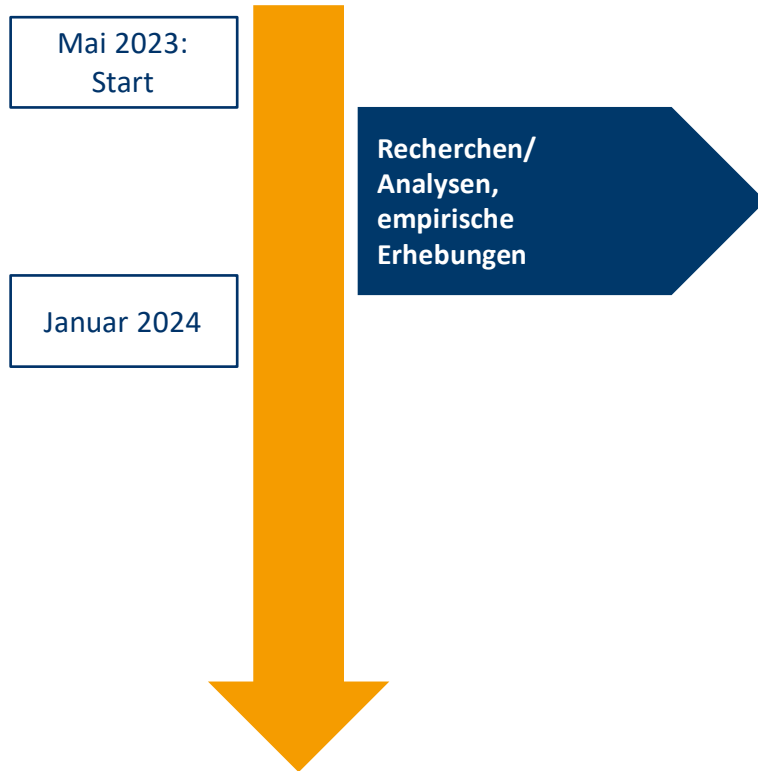 Mai 2023:
Start
Recherchen/
Analysen,
empirische
Erhebungen
Januar 2024